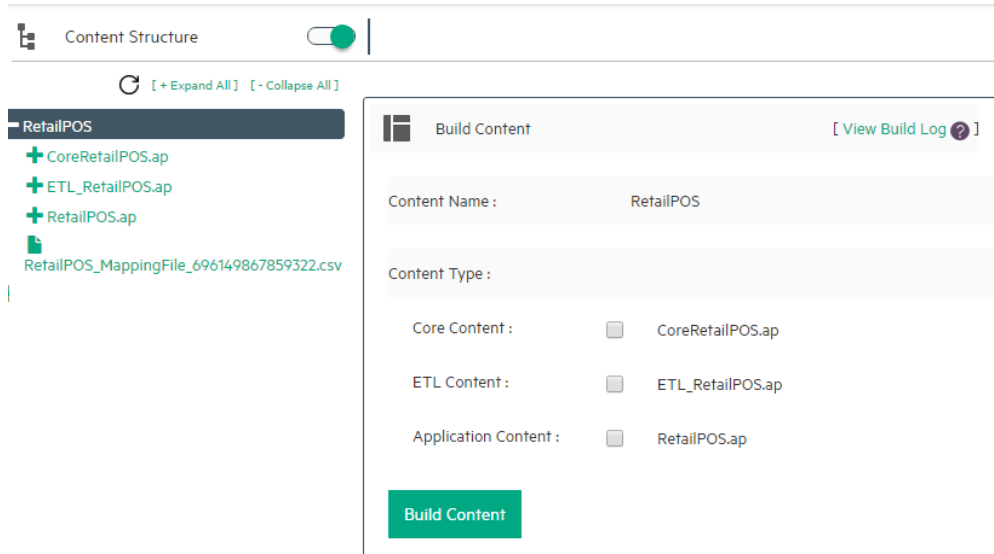 Content Structure
[ + Expand All ] [ - Collapse All ]
RetailPOS
CoreRetailPOS.ap
ETL_RetailPOS.ap
RetailPOS.ap
RetailPOS_MappingFile_696149867859322.csv
Build Content [ View Build Log ? ]
Content Name : RetailPOS
Content Type :
Core Content : CoreRetailPOS.ap
ETL Content : ETL_RetailPOS.ap
Application Content : RetailPOS.ap
Build Content